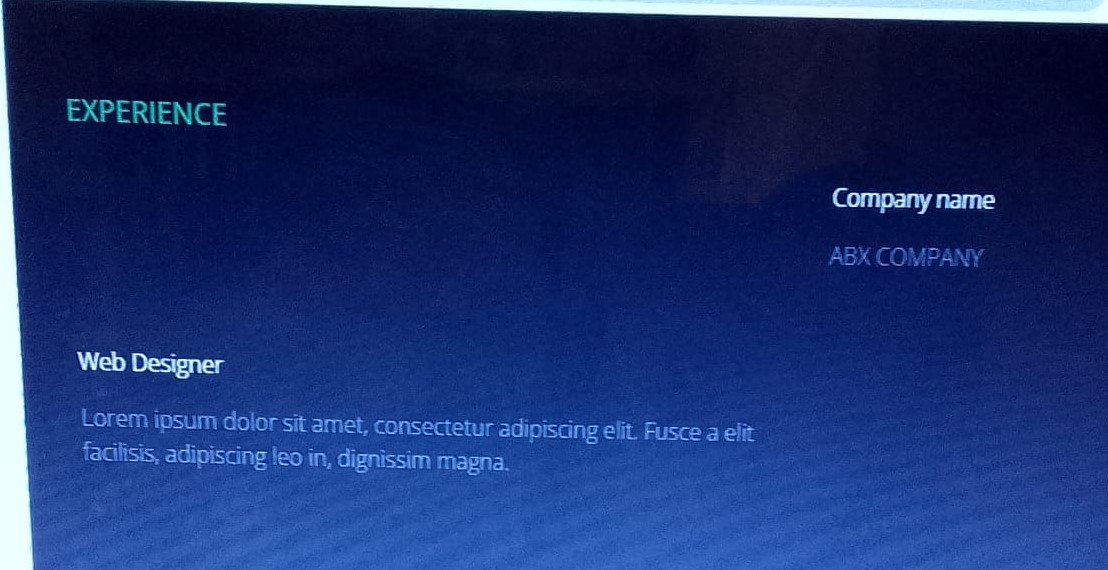 EXPERIENCE
Company name
ABX COMPANY
Web Designer
Lorem ipsum dolor sit amet, consectetur adipiscing elit. Fusce a elit
facilisis, adipiscing leo in, dignissim magna.